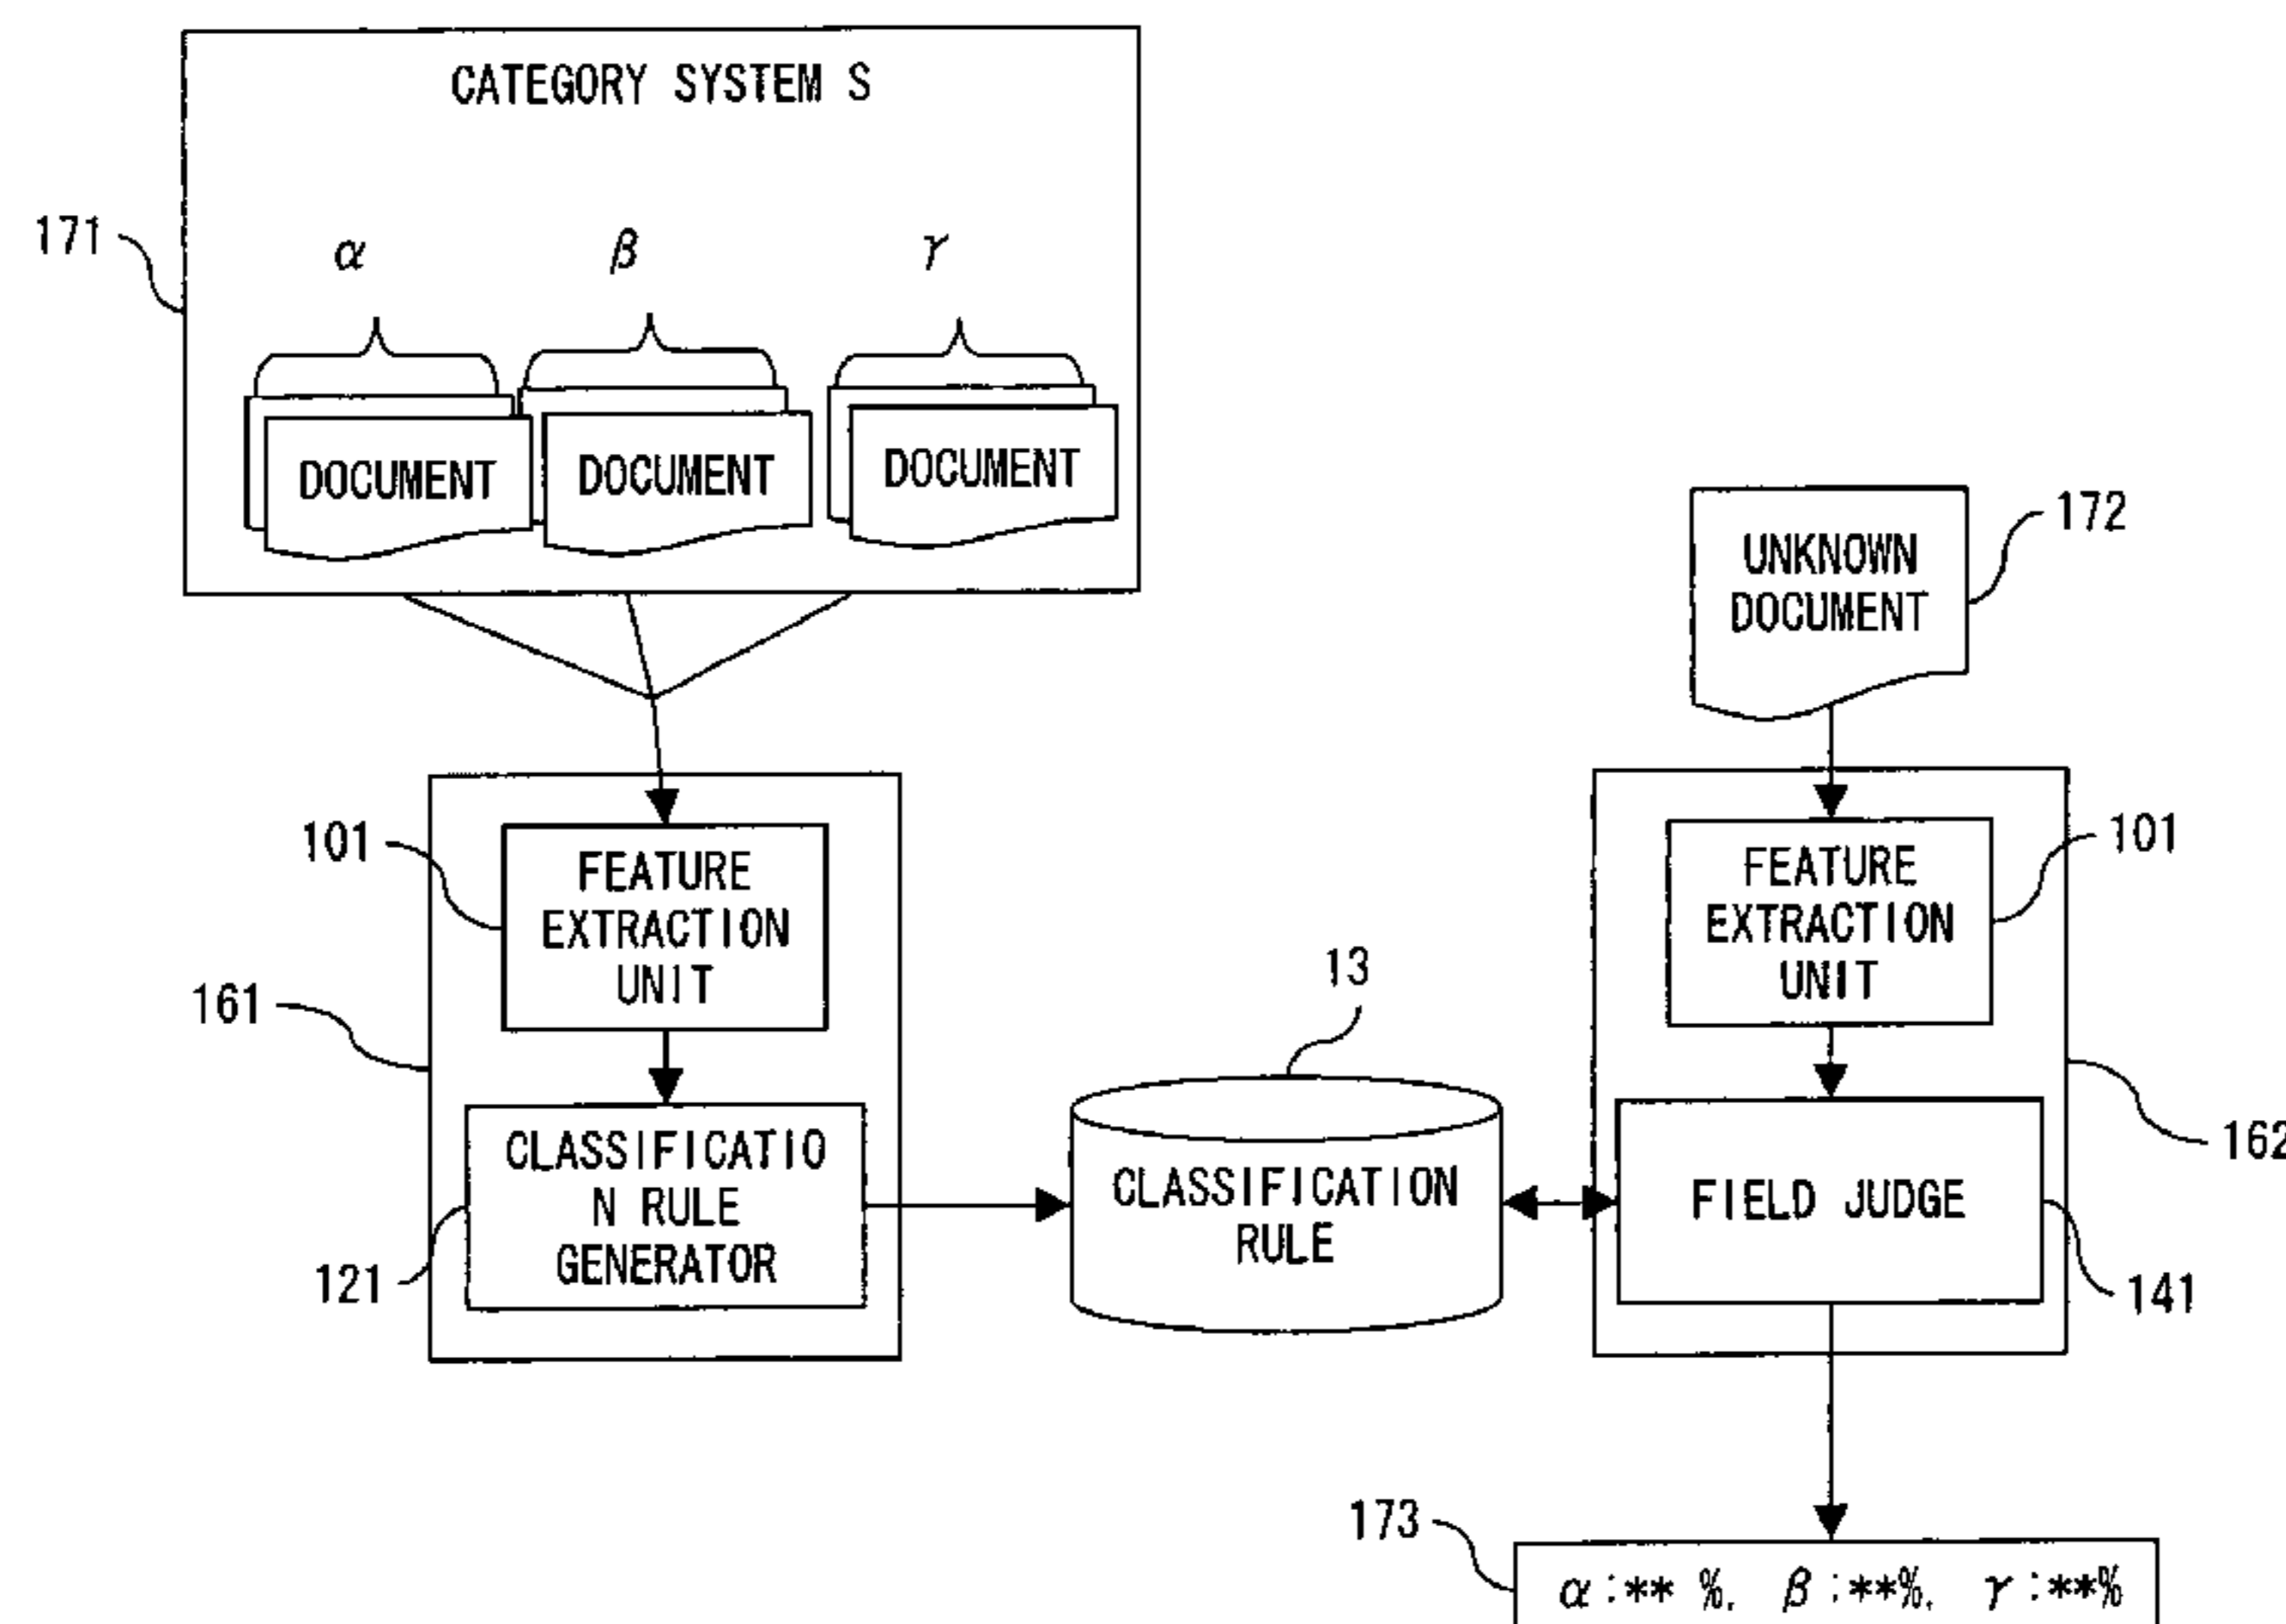 CATEGORY SYSTEM S
171
α
β
γ
DOCUMENT
DOCUMENT
DOCUMENT
UNKNOWN
DOCUMENT
172
101
FEATURE
EXTRACTION
UNIT
161
CLASSIFICATIO
N RULE
GENERATOR
121
13
CLASSIFICATION
RULE
FEATURE
EXTRACTION
UNIT
101
162
FIELD JUDGE
141
173
α:** %, β:**%, γ:**%